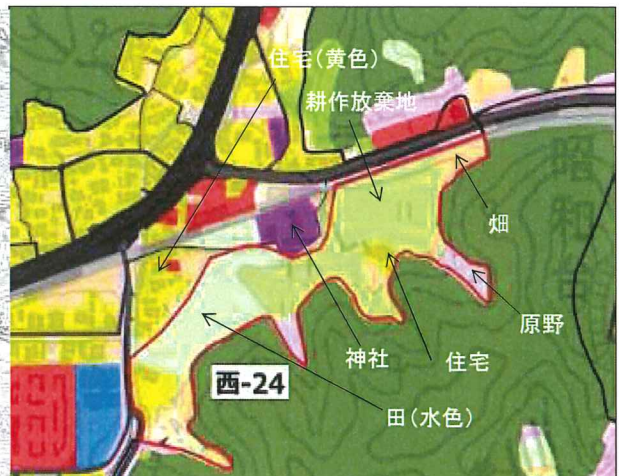 住宅（黄色）
耕作放棄地
昭和
畑
原野
神社
住宅
西-24
田（水色）